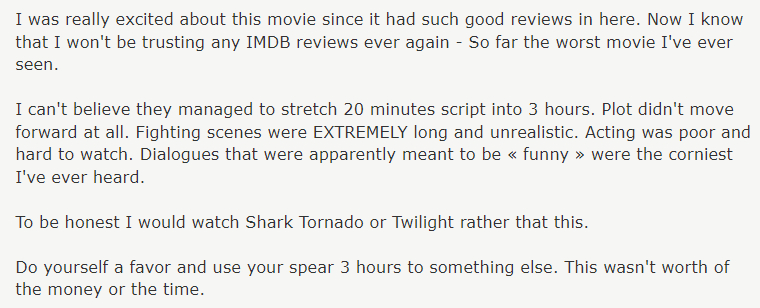 I was really excited about this movie since it had such good reviews in here. Now I know
that I won't be trusting any IMDB reviews ever again - So far the worst movie I've ever
seen.
I can't believe they managed to stretch 20 minutes script into 3 hours. Plot didn't move
forward at all. Fighting scenes were EXTREMELY long and unrealistic. Acting was poor and
hard to watch. Dialogues that were apparently meant to be « funny » were the corniest
I've ever heard.
To be honest I would watch Shark Tornado or Twilight rather that this.
Do yourself a favor and use your spear 3 hours to something else. This wasn't worth of
the money or the time.